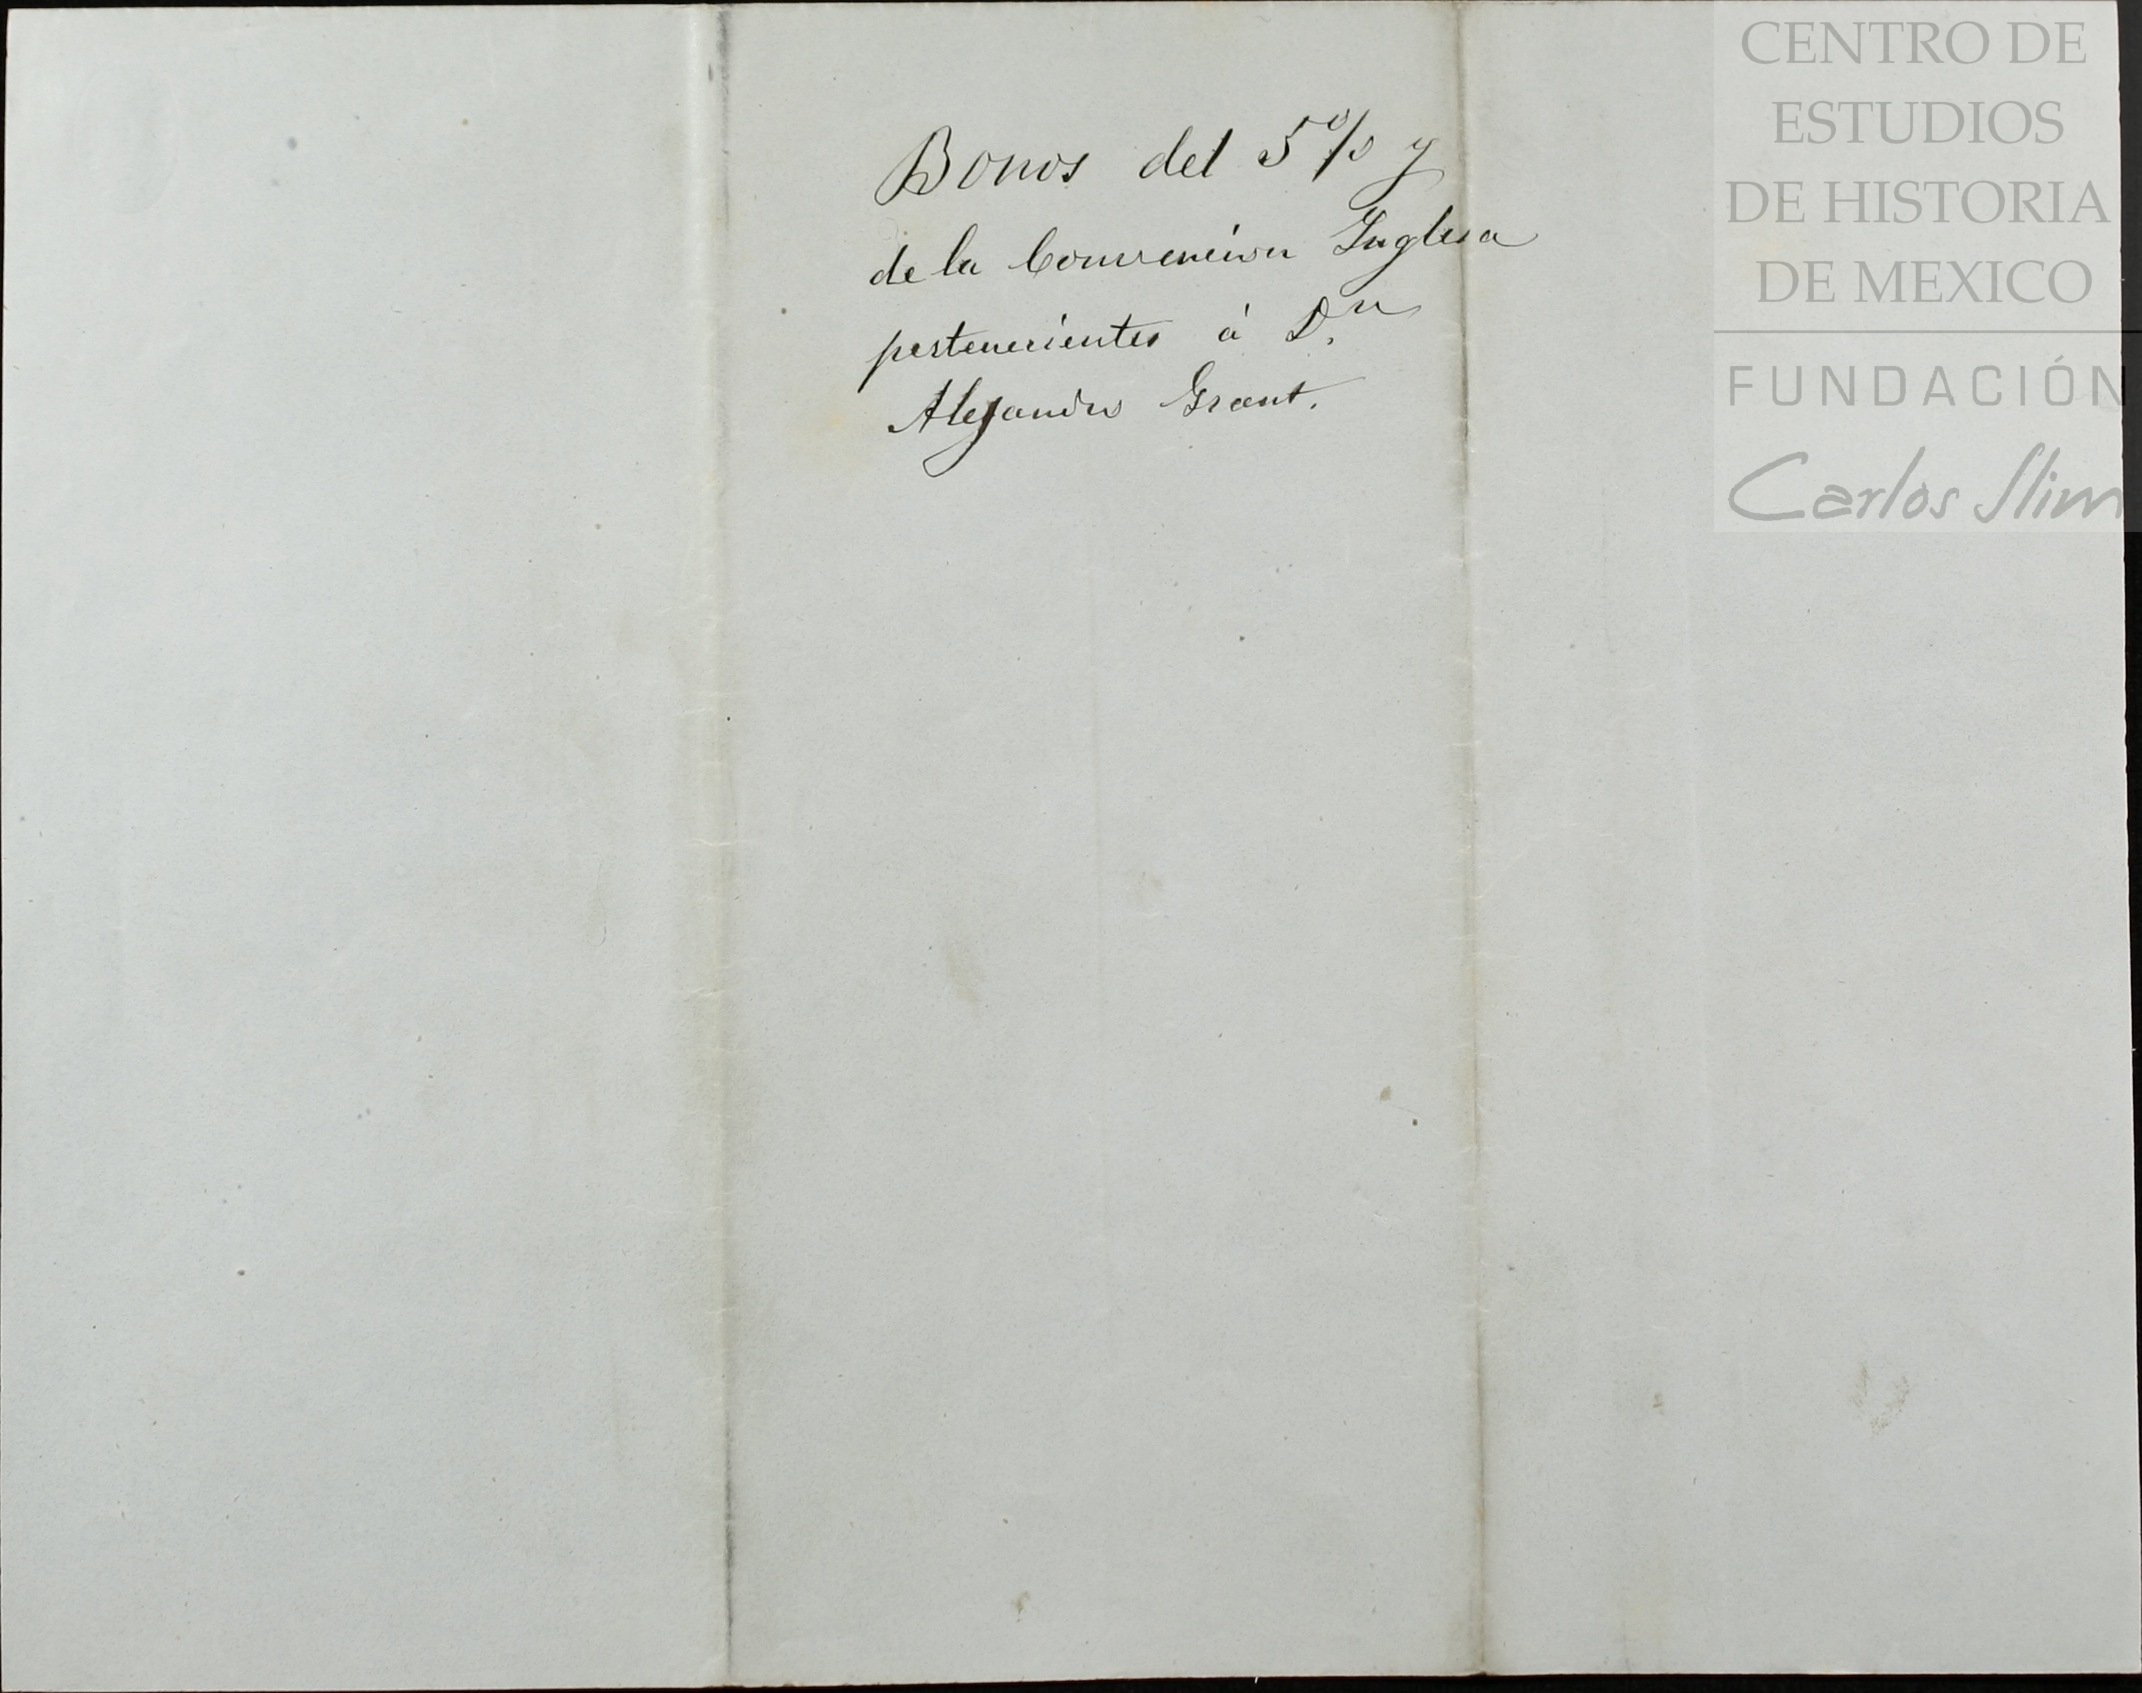 Bonos del 5 % y
de la Convencion Inglesa
pertenecientes á D.n
Alejandro Grant.
CENTRO DE
ESTUDIOS
DE HISTORIA
DE MEXICO
FUNDACIÓN
Carlos Slim